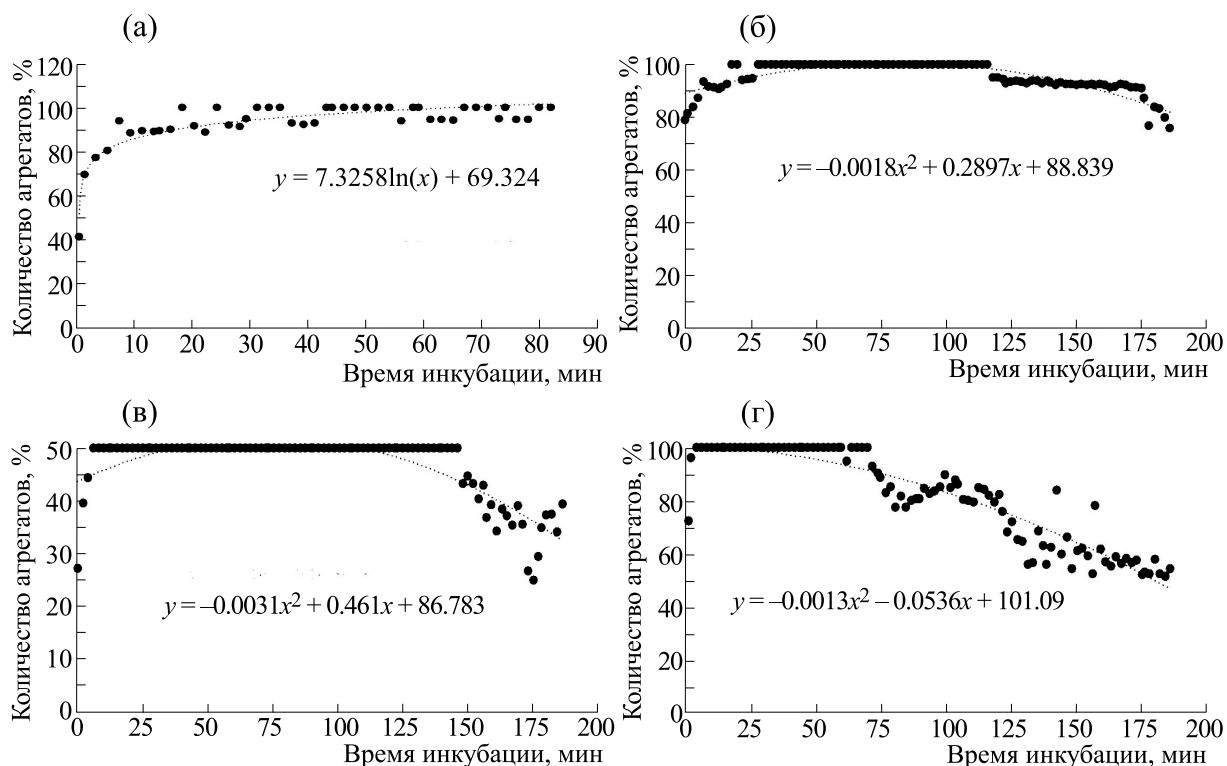 (а)
Количество агрегатов, %
120
100
80
60
40
20
0
y = 7.3258ln(x) + 69.324
0 10 20 30 40 50 60 70 80 90
Время инкубации, мин
(б)
Количество агрегатов, %
100
80
60
40
20
0
y = –0.0018x² + 0.2897x + 88.839
0 25 50 75 100 125 150 175 200
Время инкубации, мин
(в)
Количество агрегатов, %
50
40
30
20
10
0
y = –0.0031x² + 0.461x + 86.783
0 25 50 75 100 125 150 175 200
Время инкубации, мин
(г)
Количество агрегатов, %
100
80
60
40
20
0
y = –0.0013x² – 0.0536x + 101.09
0 25 50 75 100 125 150 175 200
Время инкубации, мин